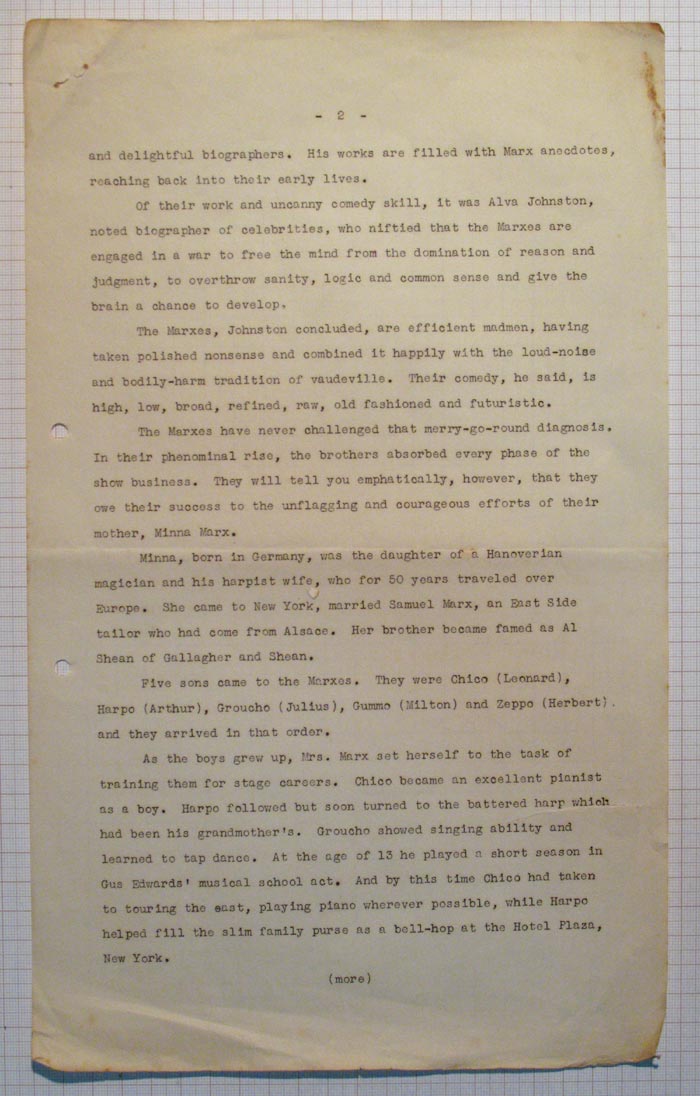 - 2 -
and delightful biographers. His works are filled with Marx anecdotes,
reaching back into their early lives.
Of their work and uncanny comedy skill, it was Alva Johnston,
noted biographer of celebrities, who niftied that the Marxes are
engaged in a war to free the mind from the domination of reason and
judgment, to overthrow sanity, logic and common sense and give the
brain a chance to develop.
The Marxes, Johnston concluded, are efficient madmen, having
taken polished nonsense and combined it happily with the loud-noise
and bodily-harm tradition of vaudeville. Their comedy, he said, is
high, low, broad, refined, raw, old fashioned and futuristic.
The Marxes have never challenged that merry-go-round diagnosis.
In their phenominal rise, the brothers absorbed every phase of the
show business. They will tell you emphatically, however, that they
owe their success to the unflagging and courageous efforts of their
mother, Minna Marx.
Minna, born in Germany, was the daughter of a Hanoverian
magician and his harpist wife, who for 50 years traveled over
Europe. She came to New York, married Samuel Marx, an East Side
tailor who had come from Alsace. Her brother became famed as Al
Shean of Gallagher and Shean.
Five sons came to the Marxes. They were Chico (Leonard),
Harpo (Arthur), Groucho (Julius), Gummo (Milton) and Zeppo (Herbert).
and they arrived in that order.
As the boys grew up, Mrs. Marx set herself to the task of
training them for stage careers. Chico became an excellent pianist
as a boy. Harpo followed but soon turned to the battered harp which
had been his grandmother's. Groucho showed singing ability and
learned to tap dance. At the age of 13 he played a short season in
Gus Edwards' musical school act. And by this time Chico had taken
to touring the east, playing piano wherever possible, while Harpo
helped fill the slim family purse as a bell-hop at the Hotel Plaza,
New York.
(more)